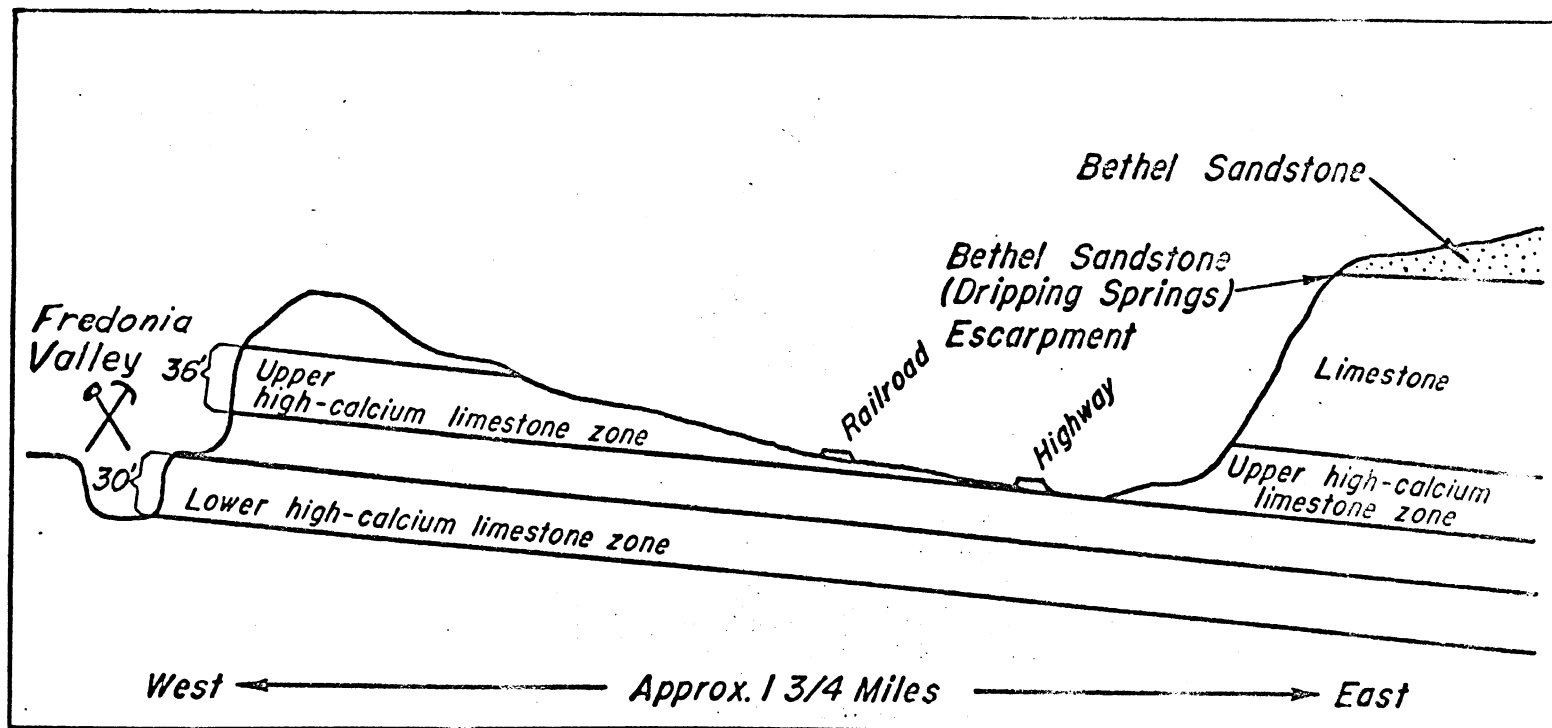 Bethel Sandstone
Bethel Sandstone
(Dripping Springs)
Escarpment
Fredonia
Valley
36'
Upper
high-calcium limestone zone
Railroad
Highway
Limestone
Upper high-calcium
limestone zone
30'
Lower high-calcium limestone zone
West
Approx. 1 3/4 Miles
East